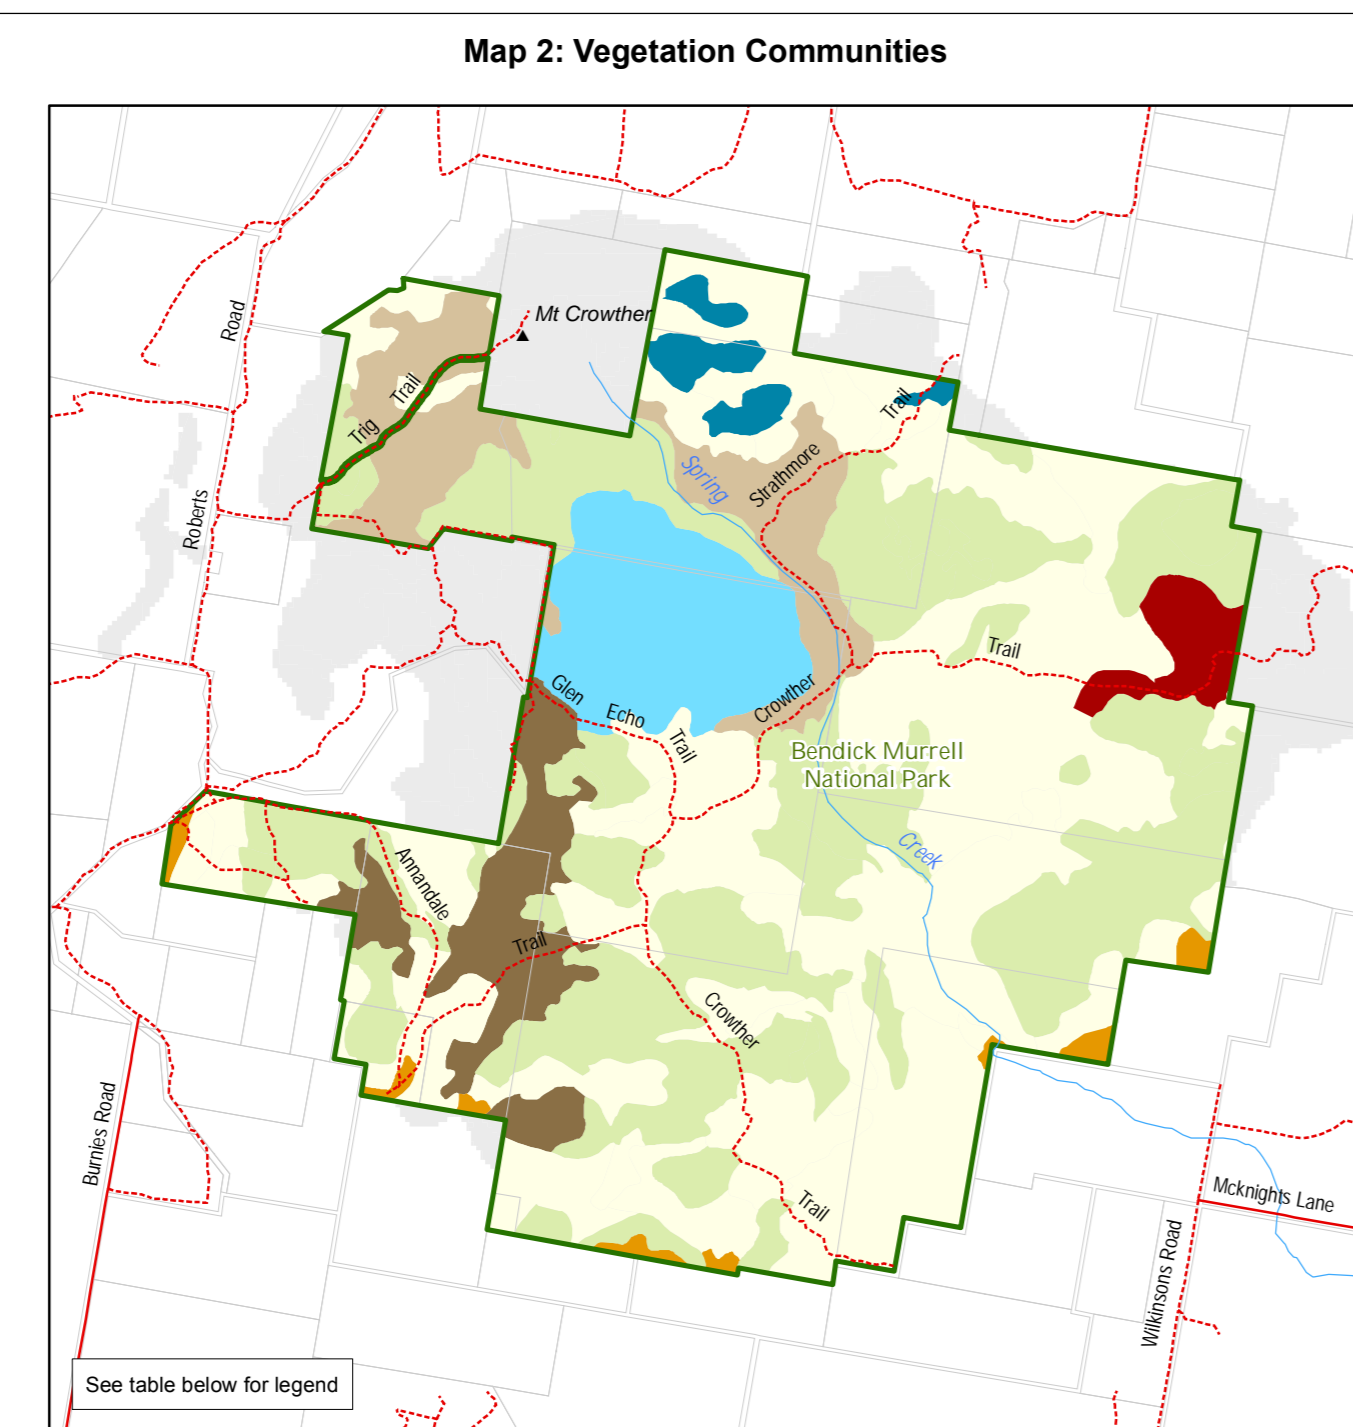 Map 2: Vegetation Communities
Mt Crowther
Road
Trail
Trig
Trail
Spring
Strathmore
Roberts
Trail
Glen
Echo
Trail
Crowther
Bendick Murrell
National Park
Creek
Annandale
Trail
Crowther
Burnies Road
Trail
Mcknights Lane
Wilkinsons Road
See table below for legend